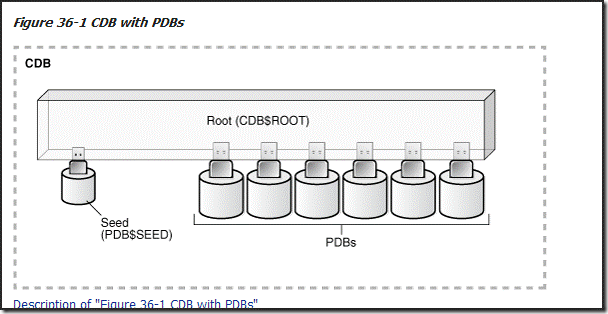 Figure 36-1 CDB with PDBs
CDB
Root (CDB$ROOT)
Seed
(PDB$SEED)
PDBs
Description of "Figure 36-1 CDB with PDBs"